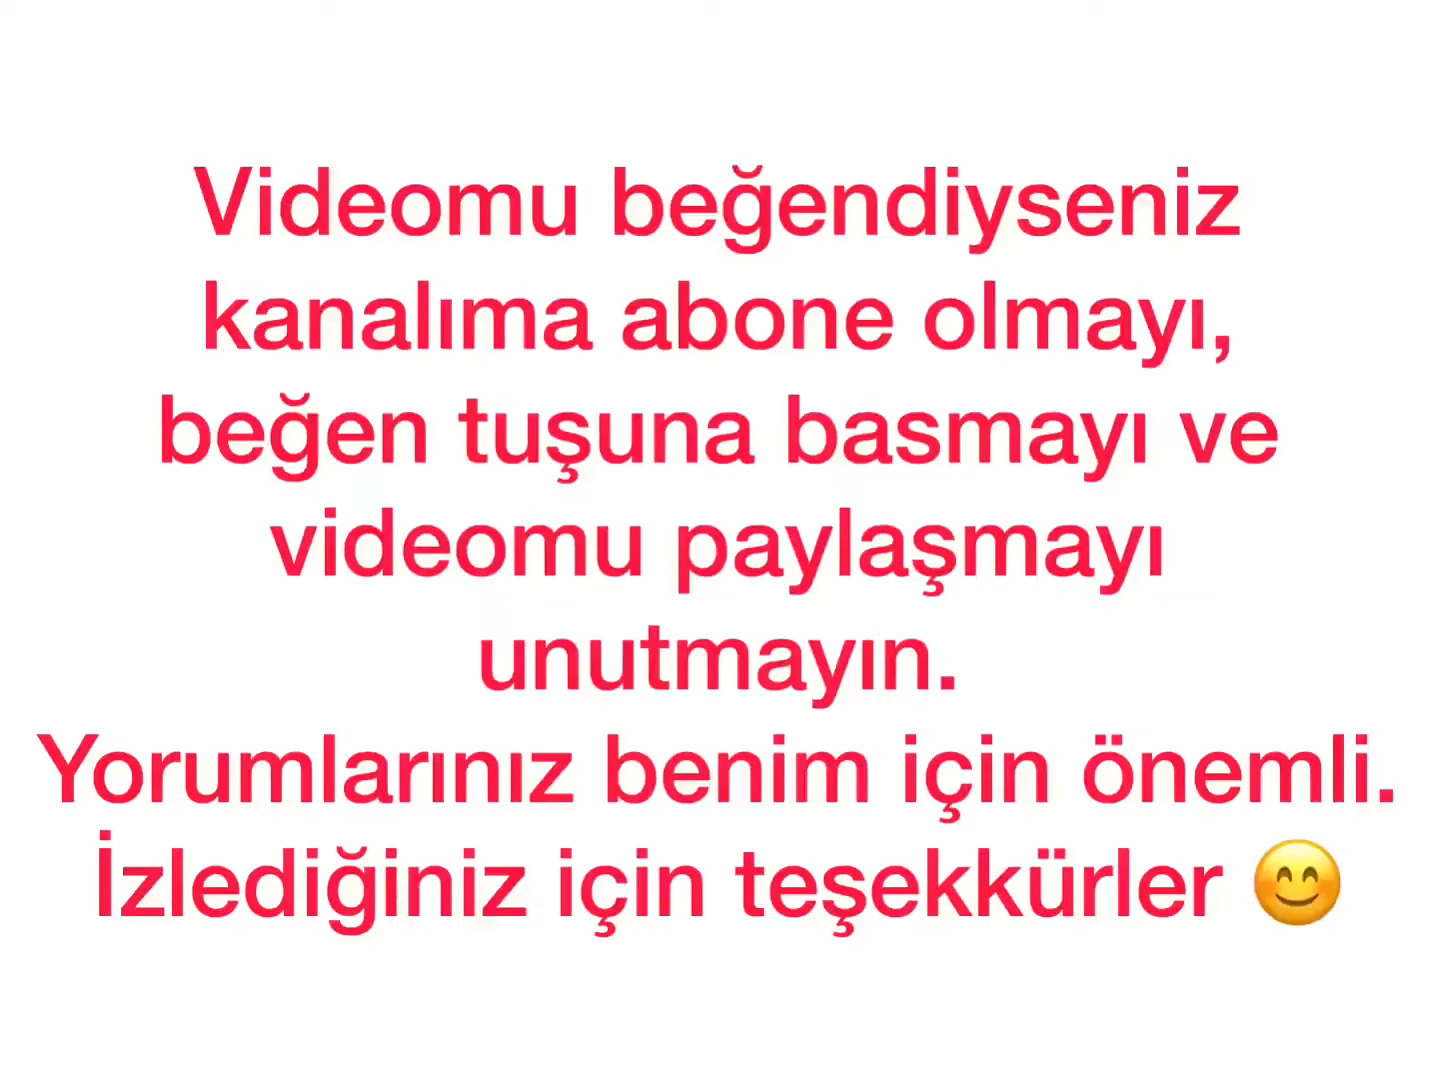 Videomu beğendiyseniz
kanalıma abone olmayı,
beğen tuşuna basmayı ve
videomu paylaşmayı
unutmayın.
Yorumlarınız benim için önemli.
İzlediğiniz için teşekkürler 😊